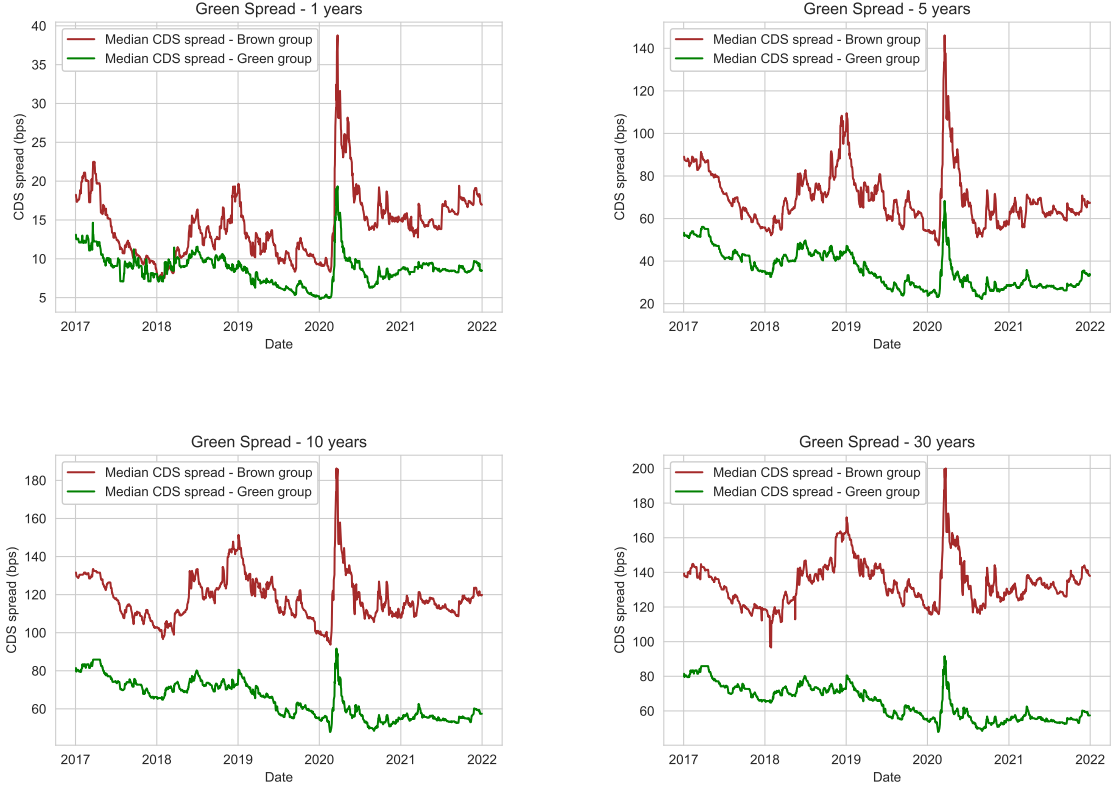 Green Spread - 1 years
Median CDS spread - Brown group
Median CDS spread - Green group
CDS spread (bps)
40
35
30
25
20
15
10
5
2017 2018 2019 2020 2021 2022
Date
Green Spread - 5 years
Median CDS spread - Brown group
Median CDS spread - Green group
CDS spread (bps)
140
120
100
80
60
40
20
2017 2018 2019 2020 2021 2022
Date
Green Spread - 10 years
Median CDS spread - Brown group
Median CDS spread - Green group
CDS spread (bps)
180
160
140
120
100
80
60
2017 2018 2019 2020 2021 2022
Date
Green Spread - 30 years
Median CDS spread - Brown group
Median CDS spread - Green group
CDS spread (bps)
200
180
160
140
120
100
80
60
2017 2018 2019 2020 2021 2022
Date